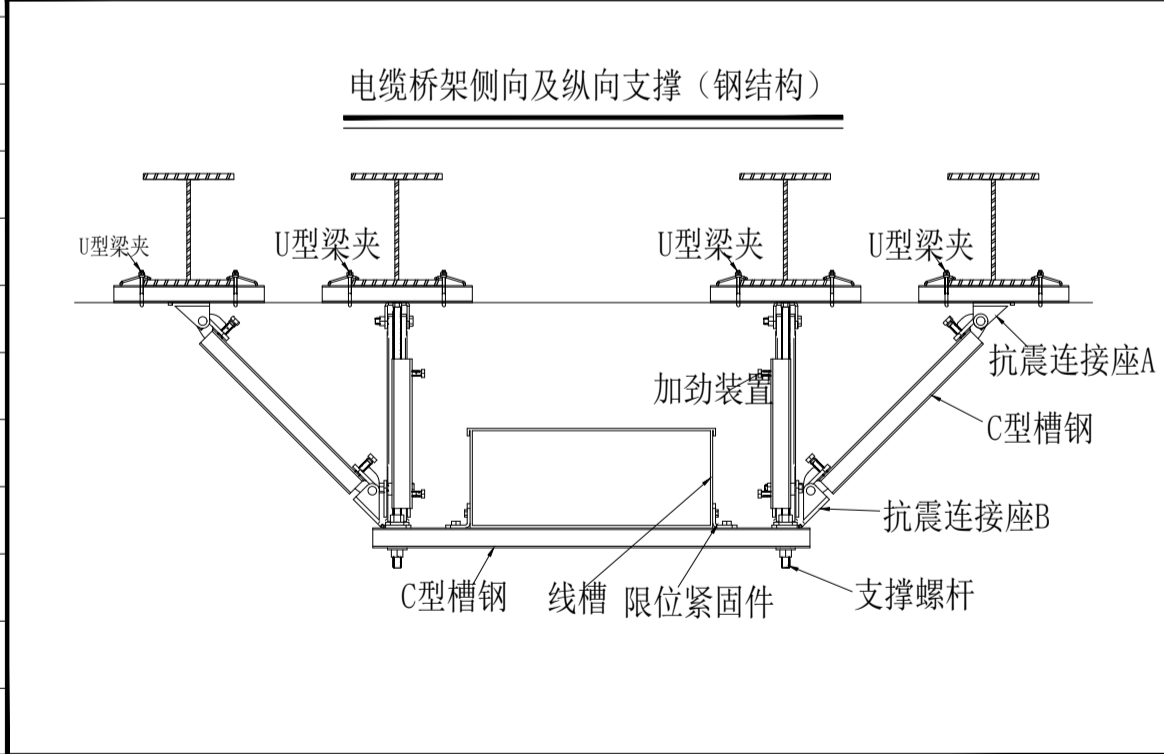 电缆桥架侧向及纵向支撑（钢结构）
U型梁夹
U型梁夹
U型梁夹
U型梁夹
抗震连接座A
加劲装置
C型槽钢
抗震连接座B
C型槽钢
线槽
限位紧固件
支撑螺杆